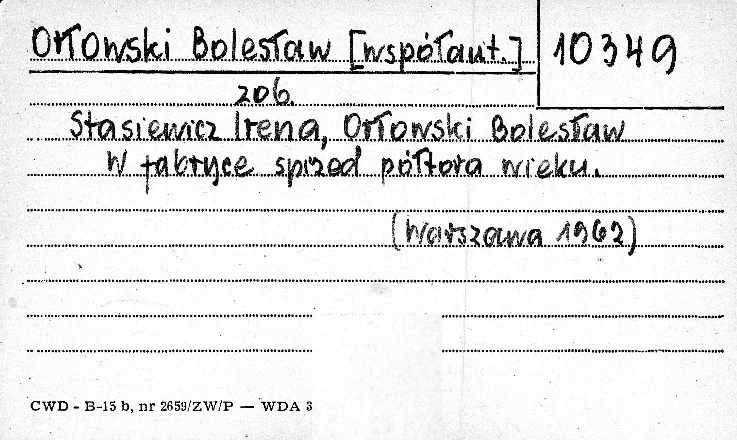 Orłowski Bolesław [współaut.] 10349
zob.
Stasiewicz Irena, Orłowski Bolesław
W fabryce sprzed półtora wieku.
(Warszawa 1962)
CWD - B-15 b, nr 2659/ZW/P — WDA 3